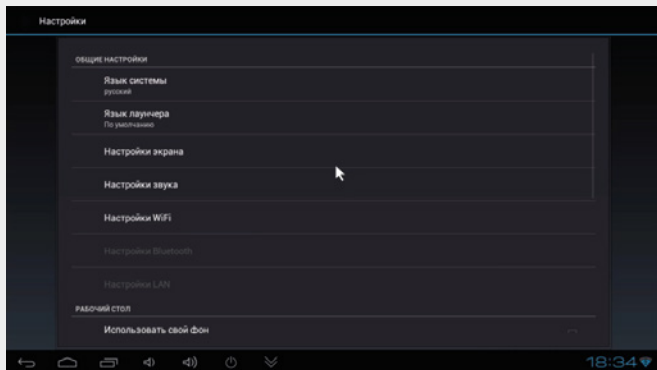 Настройки
ОБЩИЕ НАСТРОЙКИ
Язык системы
русский
Язык лаунчера
По умолчанию
Настройки экрана
Настройки звука
Настройки WiFi
Настройки Bluetooth
Настройки LAN
РАБОЧИЙ СТОЛ
Использовать свой фон
18:34